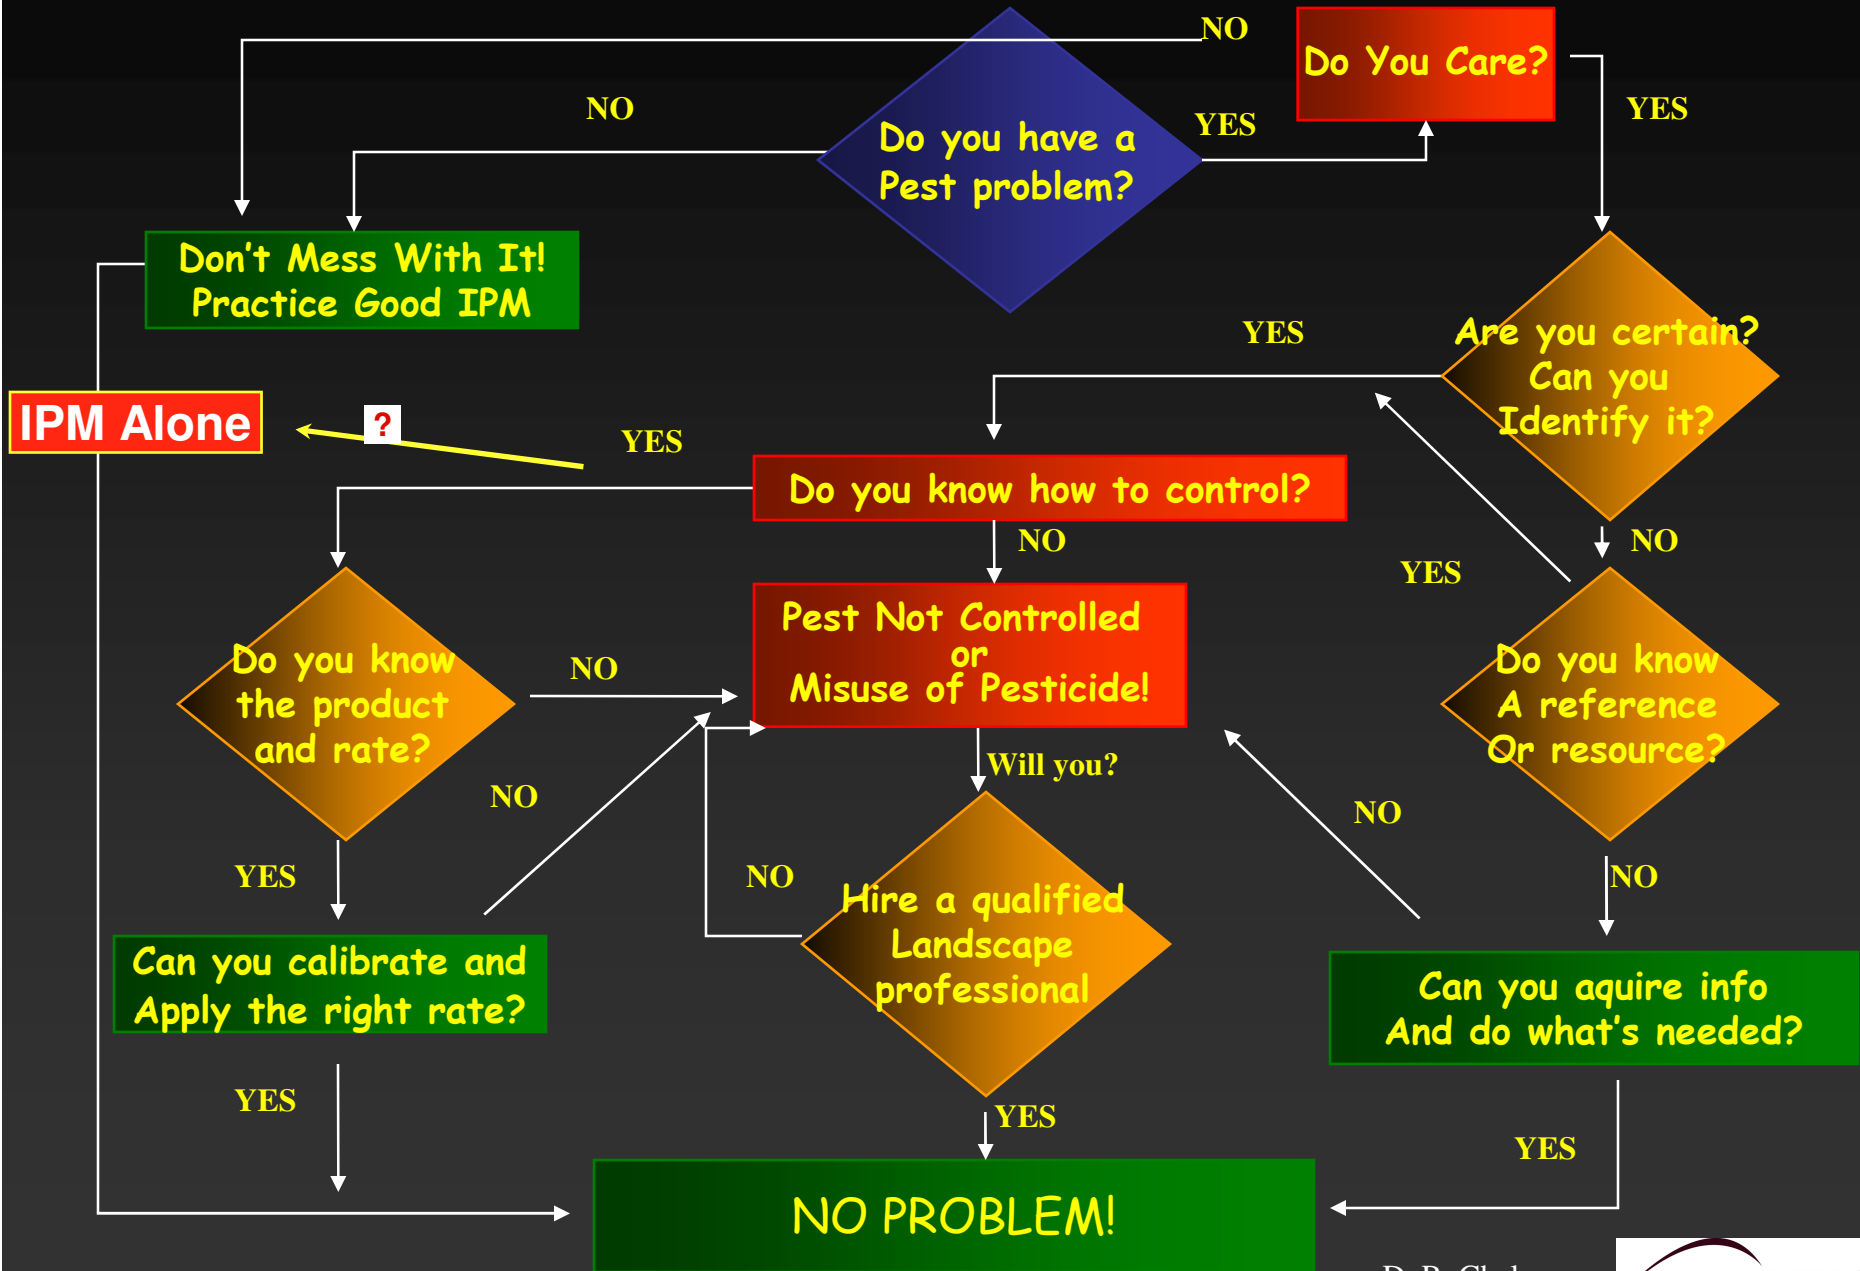 NO
Do You Care?
NO
YES
YES
Do you have a
Pest problem?
Don't Mess With It!
Practice Good IPM
YES
Are you certain?
Can you
Identify it?
IPM Alone
?
YES
Do you know how to control?
NO
NO
YES
Pest Not Controlled
or
Misuse of Pesticide!
Do you know
the product
and rate?
NO
Do you know
A reference
Or resource?
Will you?
NO
NO
YES
NO
NO
Hire a qualified
Landscape
professional
Can you calibrate and
Apply the right rate?
Can you aquire info
And do what's needed?
YES
YES
YES
NO PROBLEM!